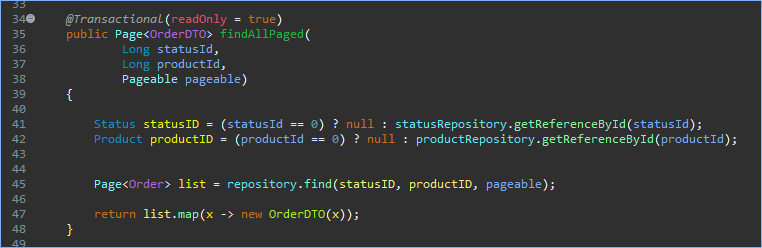 33
34 @Transactional(readOnly = true)
35 public Page<OrderDTO> findAllPaged(
36 Long statusId,
37 Long productId,
38 Pageable pageable)
39 {
40
41 Status statusID = (statusId == 0) ? null : statusRepository.getReferenceById(statusId);
42 Product productID = (productId == 0) ? null : productRepository.getReferenceById(productId);
43
44
45 Page<Order> list = repository.find(statusID, productID, pageable);
46
47 return list.map(x -> new OrderDTO(x));
48 }
49